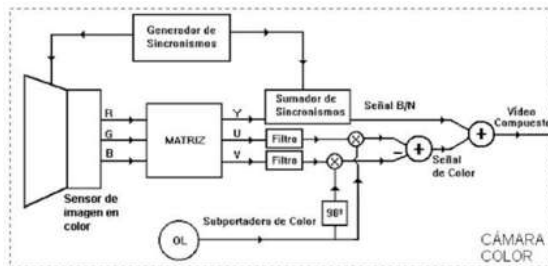 Generador de
Sincronismos
R
G
B
MATRIZ
Y
U
V
Sumador de
Sincronismos
Filtro
Filtro
Señal B/N
Vídeo
Compuesto
Señal
de Color
Sensor de
imagen en
color
Subportadora de Color
90º
OL
CÁMARA
COLOR